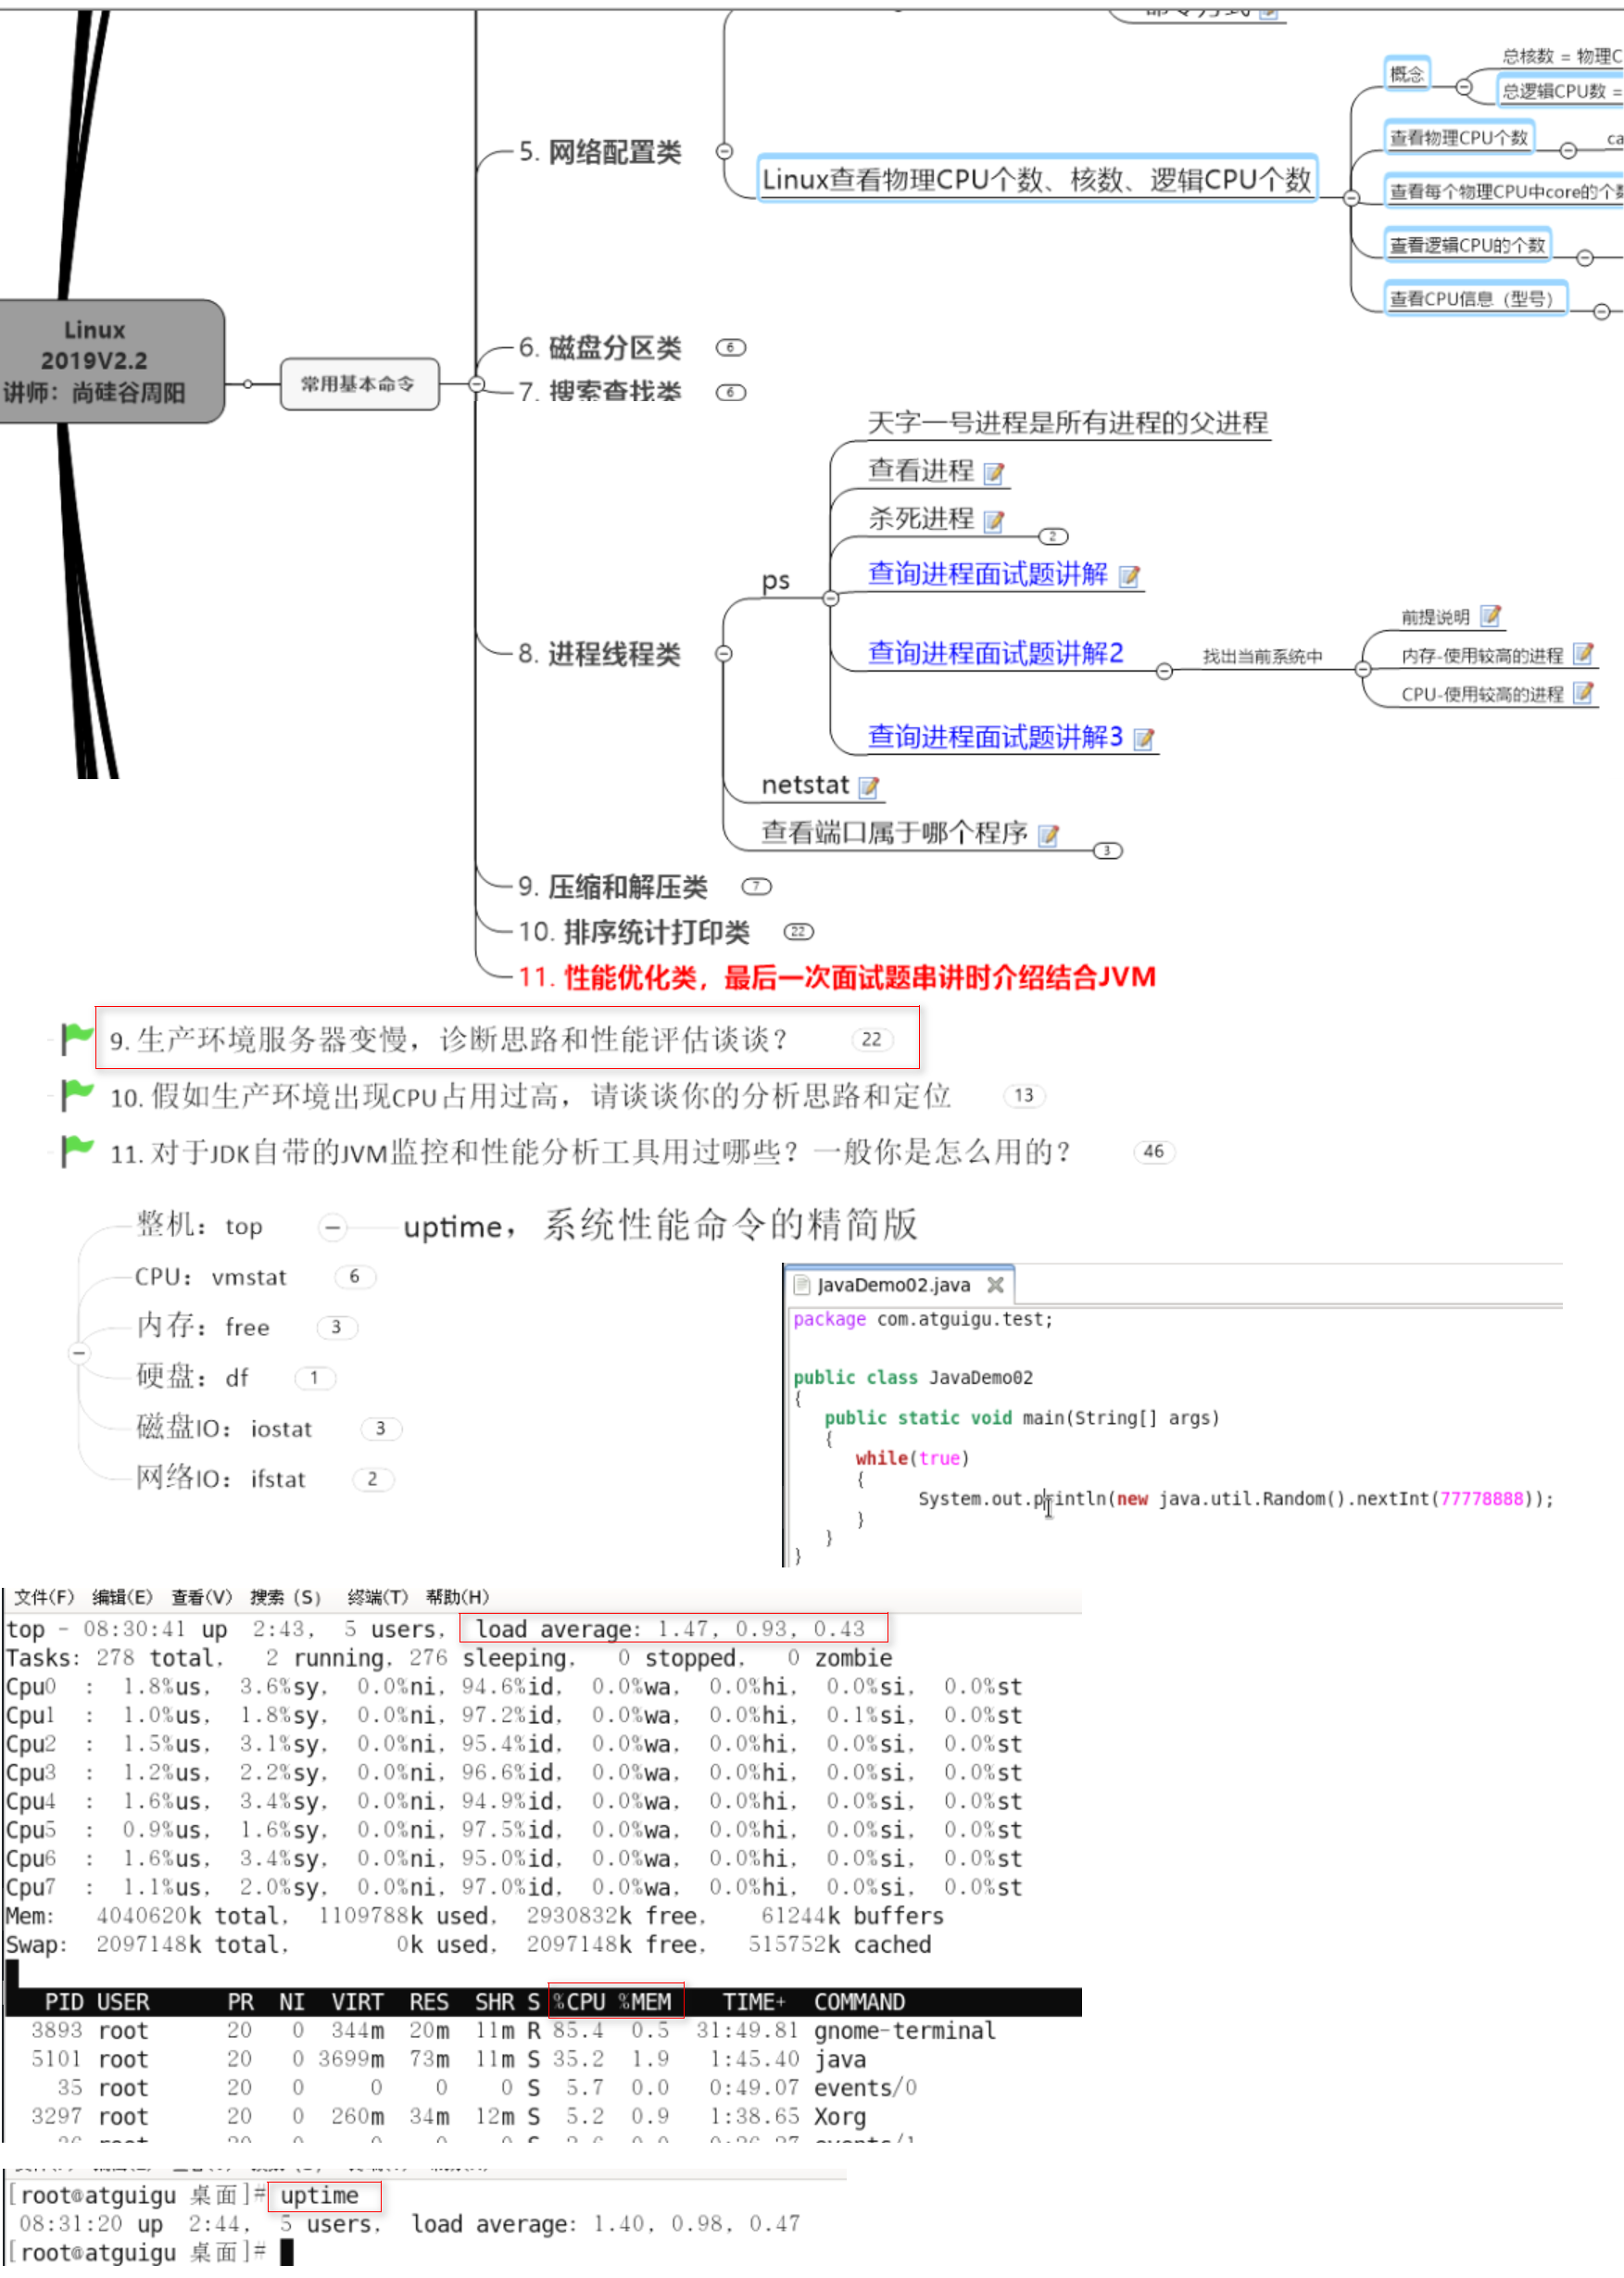 概念
总核数 = 物理C
总逻辑CPU数 =
查看物理CPU个数
ca
5. 网络配置类
Linux查看物理CPU个数、核数、逻辑CPU个数
查看每个物理CPU中core的个数
查看逻辑CPU的个数
查看CPU信息（型号）
Linux
2019V2.2
讲师：尚硅谷周阳
常用基本命令
6. 磁盘分区类 6
7. 搜索查找类 6
天字一号进程是所有进程的父进程
查看进程
杀死进程 2
ps
查询进程面试题讲解
8. 进程线程类
查询进程面试题讲解2
找出当前系统中
前提说明
内存-使用较高的进程
CPU-使用较高的进程
查询进程面试题讲解3
netstat
查看端口属于哪个程序 3
9. 压缩和解压类 7
10. 排序统计打印类 22
11. 性能优化类，最后一次面试题串讲时介绍结合JVM
9. 生产环境服务器变慢，诊断思路和性能评估谈谈？ 22
10. 假如生产环境出现CPU占用过高，请谈谈你的分析思路和定位 13
11. 对于JDK自带的JVM监控和性能分析工具用过哪些？一般你是怎么用的？ 46
整机：top
uptime，系统性能命令的精简版
CPU：vmstat 6
内存：free 3
硬盘：df 1
磁盘IO：iostat 3
网络IO：ifstat 2
JavaDemo02.java
package com.atguigu.test;
public class JavaDemo02
{
public static void main(String[] args)
{
while(true)
{
System.out.println(new java.util.Random().nextInt(77778888));
}
}
}
文件(F) 编辑(E) 查看(V) 搜索 (S) 终端(T) 帮助(H)
top - 08:30:41 up 2:43, 5 users, load average: 1.47, 0.93, 0.43
Tasks: 278 total, 2 running, 276 sleeping, 0 stopped, 0 zombie
Cpu0 : 1.8%us, 3.6%sy, 0.0%ni, 94.6%id, 0.0%wa, 0.0%hi, 0.0%si, 0.0%st
Cpu1 : 1.0%us, 1.8%sy, 0.0%ni, 97.2%id, 0.0%wa, 0.0%hi, 0.1%si, 0.0%st
Cpu2 : 1.5%us, 3.1%sy, 0.0%ni, 95.4%id, 0.0%wa, 0.0%hi, 0.0%si, 0.0%st
Cpu3 : 1.2%us, 2.2%sy, 0.0%ni, 96.6%id, 0.0%wa, 0.0%hi, 0.0%si, 0.0%st
Cpu4 : 1.6%us, 3.4%sy, 0.0%ni, 94.9%id, 0.0%wa, 0.0%hi, 0.0%si, 0.0%st
Cpu5 : 0.9%us, 1.6%sy, 0.0%ni, 97.5%id, 0.0%wa, 0.0%hi, 0.0%si, 0.0%st
Cpu6 : 1.6%us, 3.4%sy, 0.0%ni, 95.0%id, 0.0%wa, 0.0%hi, 0.0%si, 0.0%st
Cpu7 : 1.1%us, 2.0%sy, 0.0%ni, 97.0%id, 0.0%wa, 0.0%hi, 0.0%si, 0.0%st
Mem: 4040620k total, 1109788k used, 2930832k free, 61244k buffers
Swap: 2097148k total, 0k used, 2097148k free, 515752k cached
PID USER PR NI VIRT RES SHR S %CPU %MEM TIME+ COMMAND
3893 root 20 0 344m 20m 11m R 85.4 0.5 31:49.81 gnome-terminal
5101 root 20 0 3699m 73m 11m S 35.2 1.9 1:45.40 java
35 root 20 0 0 0 0 S 5.7 0.0 0:49.07 events/0
3297 root 20 0 260m 34m 12m S 5.2 0.9 1:38.65 Xorg
[root@atguigu 桌面]# uptime
08:31:20 up 2:44, 5 users, load average: 1.40, 0.98, 0.47
[root@atguigu 桌面]#